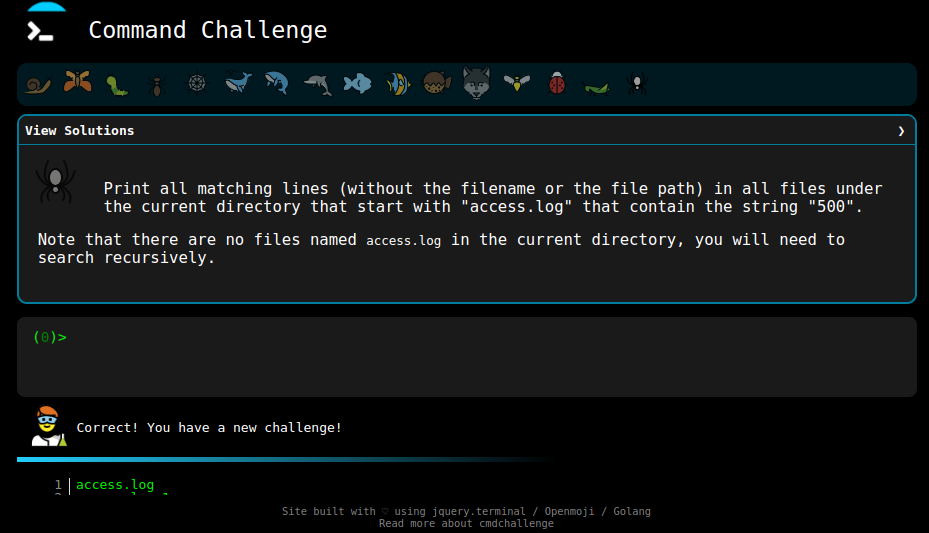 Command Challenge
View Solutions ❯
Print all matching lines (without the filename or the file path) in all files under
the current directory that start with "access.log" that contain the string "500".
Note that there are no files named access.log in the current directory, you will need to
search recursively.
(0)>
Correct! You have a new challenge!
1 access.log
Site built with ♡ using jquery.terminal / Openmoji / Golang
Read more about cmdchallenge